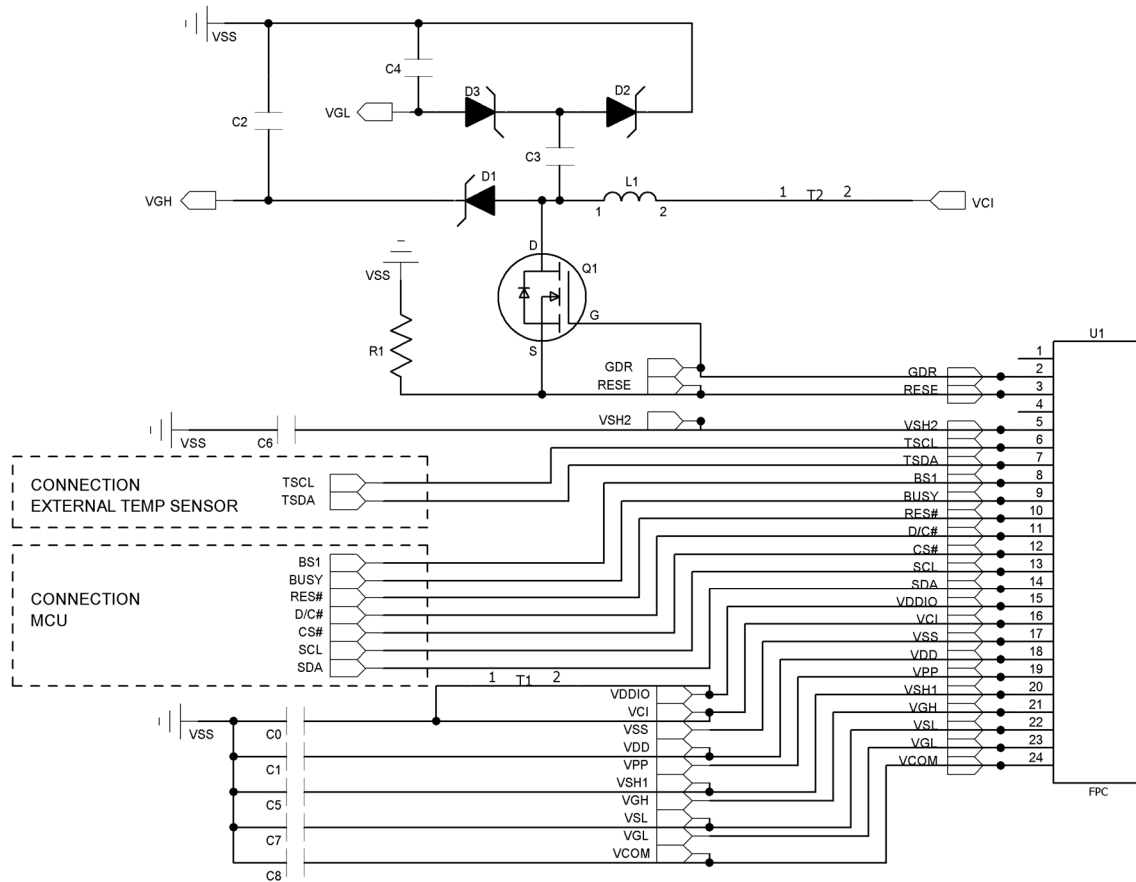 VSS
C4
D3
D2
VGL
C2
C3
D1
L1
VGH
1
2
1 T2 2
VCI
D
VSS
Q1
G
R1
S
U1
1
GDR
GDR
2
RESE
RESE
3
4
VSH2
VSH2
5
VSS
C6
TSCL
6
TSDA
7
CONNECTION
EXTERNAL TEMP SENSOR
TSCL
TSDA
BS1
8
BUSY
9
RES#
10
D/C#
11
CS#
12
SCL
13
SDA
14
VDDIO
15
VCI
16
VSS
17
VDD
18
VPP
19
VSH1
20
VGH
21
VSL
22
VGL
23
VCOM
24
FPC
CONNECTION
MCU
BS1
BUSY
RES#
D/C#
CS#
SCL
SDA
1 T1 2
VDDIO
VCI
VSS
VDD
VPP
VSH1
VGH
VSL
VGL
VCOM
VSS
C0
C1
C5
C7
C8